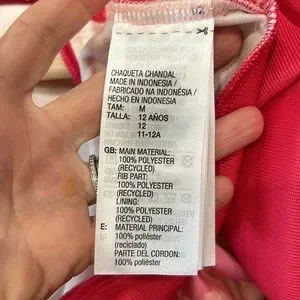 CHAQUETA CHANDAL
MADE IN INDONESIA /
FABRICADO NA INDONÉSIA /
HECHO EN INDONESIA
TAM: M
TALLA: 12 AÑOS
12
11-12A
GB: MAIN MATERIAL:
100% POLYESTER
(RECYCLED)
RIB PART:
100% POLYESTER
(RECYCLED)
LINING:
100% POLYESTER
(RECYCLED)
E: MATERIAL PRINCIPAL:
100% poliéster
(reciclado)
PARTE DEL CORDON:
100% poliéster